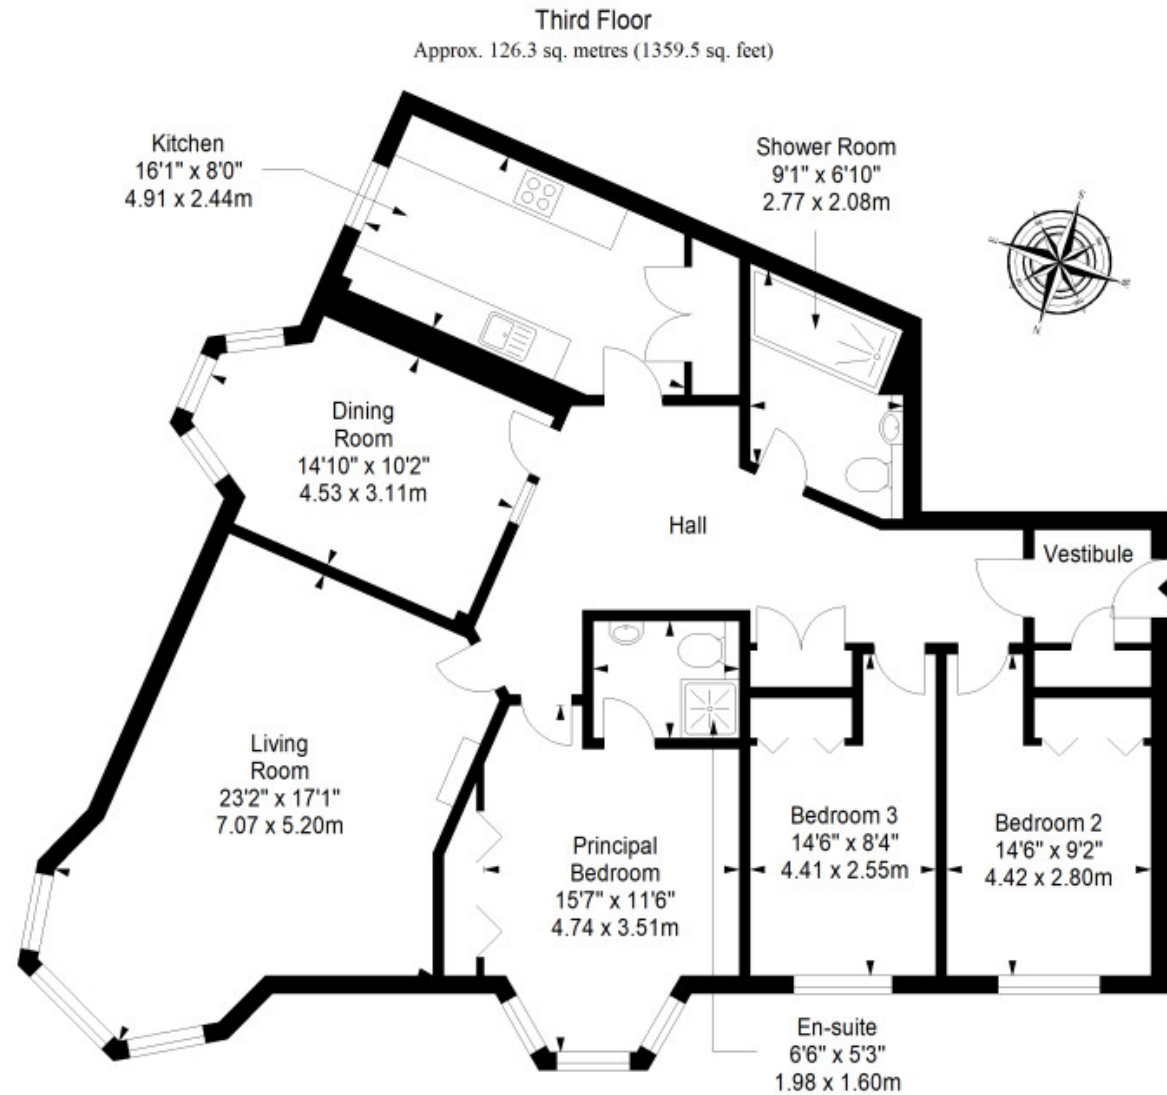 Third Floor
Approx. 126.3 sq. metres (1359.5 sq. feet)
Kitchen
16'1" x 8'0"
4.91 x 2.44m
Shower Room
9'1" x 6'10"
2.77 x 2.08m
S
E
W
N
Dining
Room
14'10" x 10'2"
4.53 x 3.11m
Hall
Vestibule
Living
Room
23'2" x 17'1"
7.07 x 5.20m
Principal
Bedroom
15'7" x 11'6"
4.74 x 3.51m
Bedroom 3
14'6" x 8'4"
4.41 x 2.55m
Bedroom 2
14'6" x 9'2"
4.42 x 2.80m
En-suite
6'6" x 5'3"
1.98 x 1.60m